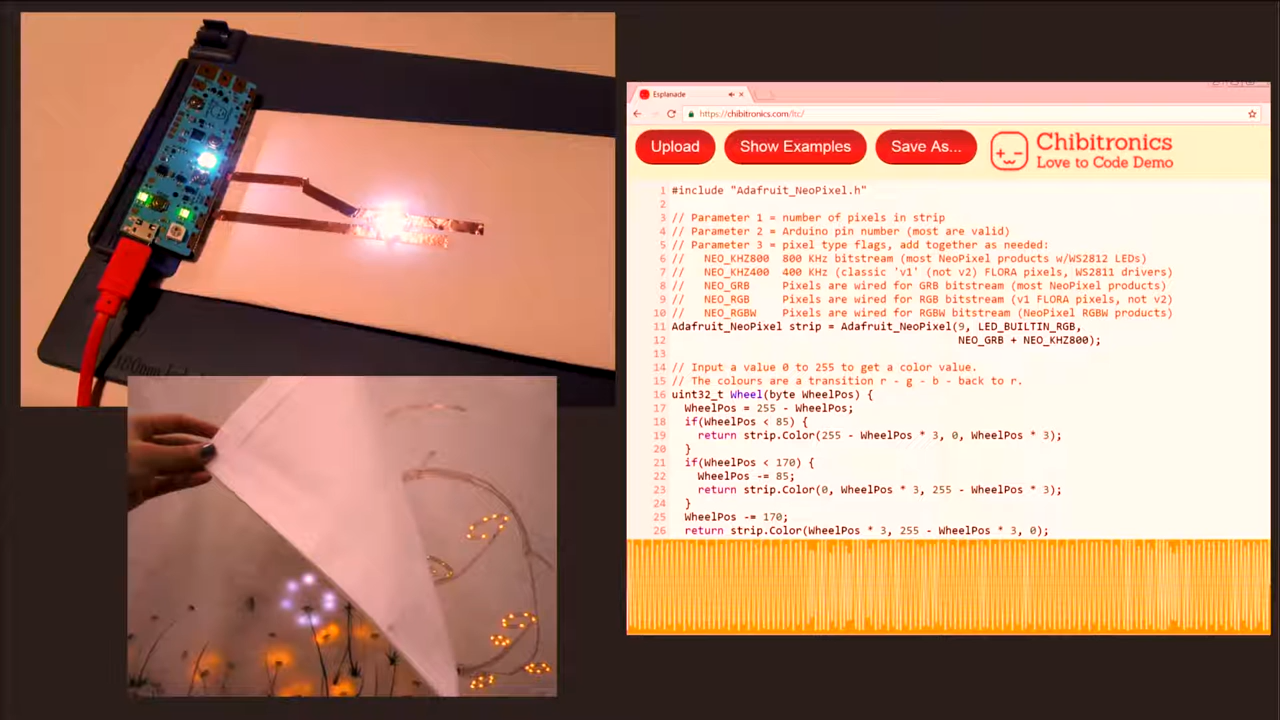 Esplanade
https://chibitronics.com/ltc/
Upload
Show Examples
Save As...
Chibitronics
Love to Code Demo
1 #include "Adafruit_NeoPixel.h"
2
3 // Parameter 1 = number of pixels in strip
4 // Parameter 2 = Arduino pin number (most are valid)
5 // Parameter 3 = pixel type flags, add together as needed:
6 //   NEO_KHZ800  800 KHz bitstream (most NeoPixel products w/WS2812 LEDs)
7 //   NEO_KHZ400  400 KHz (classic 'v1' (not v2) FLORA pixels, WS2811 drivers)
8 //   NEO_GRB     Pixels are wired for GRB bitstream (most NeoPixel products)
9 //   NEO_RGB     Pixels are wired for RGB bitstream (v1 FLORA pixels, not v2)
10 //   NEO_RGBW    Pixels are wired for RGBW bitstream (NeoPixel RGBW products)
11 Adafruit_NeoPixel strip = Adafruit_NeoPixel(9, LED_BUILTIN_RGB,
12                                            NEO_GRB + NEO_KHZ800);
13
14 // Input a value 0 to 255 to get a color value.
15 // The colours are a transition r - g - b - back to r.
16 uint32_t Wheel(byte WheelPos) {
17   WheelPos = 255 - WheelPos;
18   if(WheelPos < 85) {
19     return strip.Color(255 - WheelPos * 3, 0, WheelPos * 3);
20   }
21   if(WheelPos < 170) {
22     WheelPos -= 85;
23     return strip.Color(0, WheelPos * 3, 255 - WheelPos * 3);
24   }
25   WheelPos -= 170;
26   return strip.Color(WheelPos * 3, 255 - WheelPos * 3, 0);